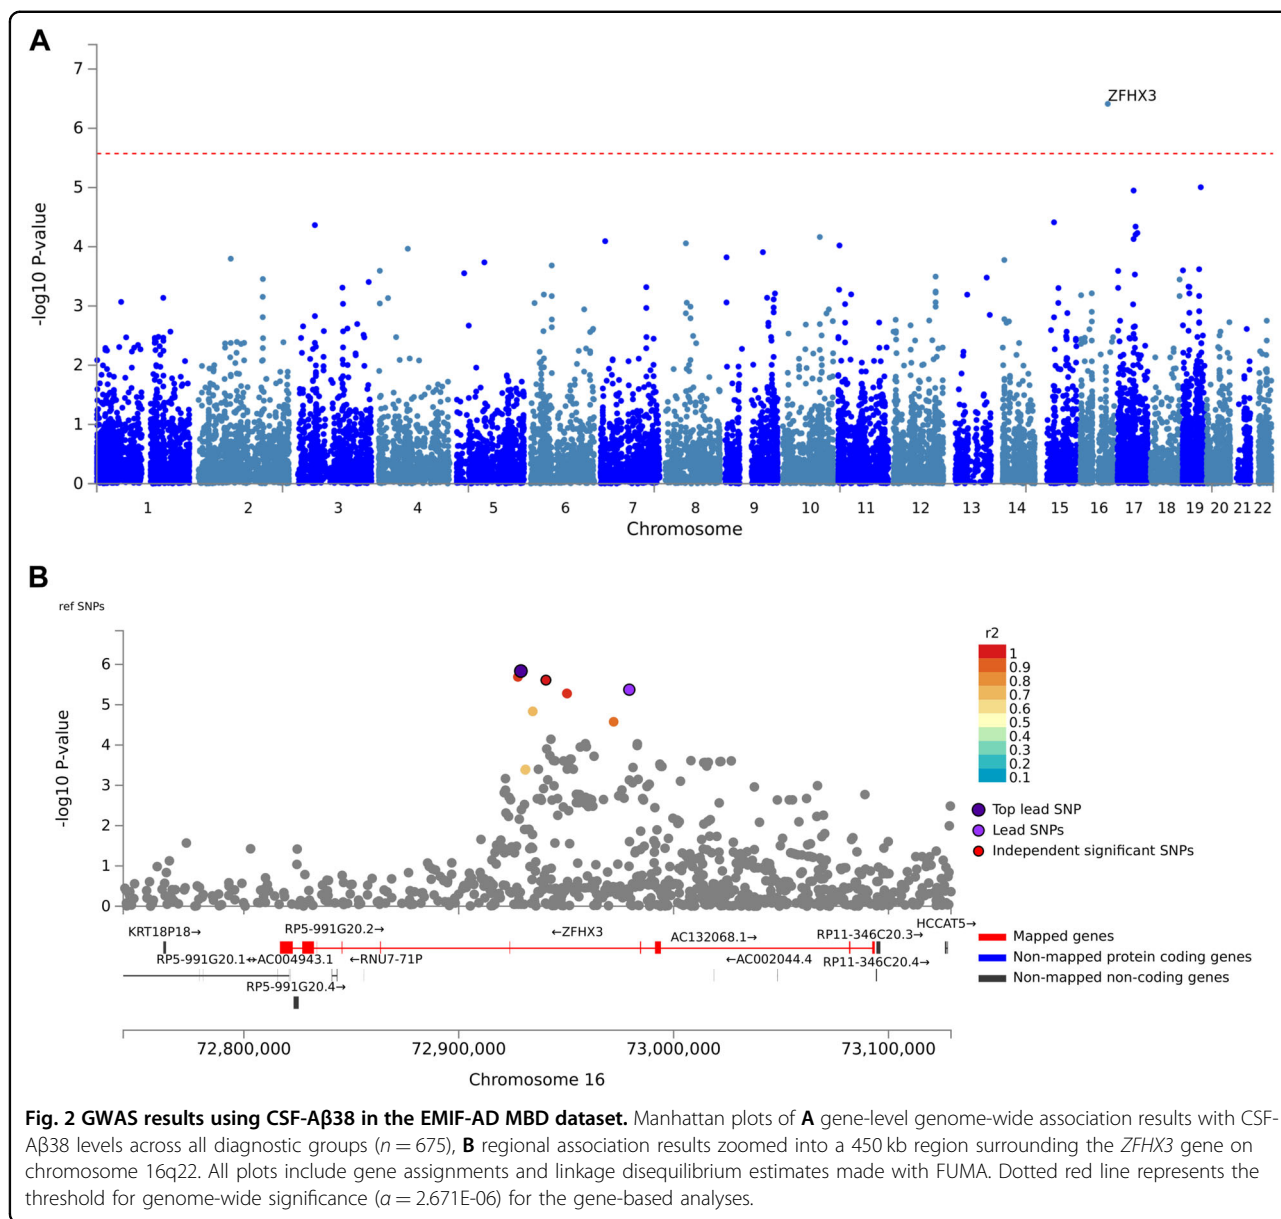 A
7
6
5
4
3
2
1
0
-log10 P-value
ZFHX3
1 2 3 4 5 6 7 8 9 10 11 12 13 14 15 16 17 18 19 20 21 22
Chromosome
B
ref SNPs
6
5
4
3
2
1
0
-log10 P-value
r2
1
0.9
0.8
0.7
0.6
0.5
0.4
0.3
0.2
0.1
Top lead SNP
Lead SNPs
Independent significant SNPs
HCCAT5→
KRT18P18→ RP5-991G20.2→ ←ZFHX3 AC132068.1→ RP11-346C20.3→
RP5-991G20.1↔AC004943.1 ←RNU7-71P ←AC002044.4 RP11-346C20.4→
RP5-991G20.4→
Mapped genes
Non-mapped protein coding genes
Non-mapped non-coding genes
72,800,000 72,900,000 73,000,000 73,100,000
Chromosome 16
Fig. 2 GWAS results using CSF-Aβ38 in the EMIF-AD MBD dataset. Manhattan plots of A gene-level genome-wide association results with CSF-
Aβ38 levels across all diagnostic groups (n = 675), B regional association results zoomed into a 450 kb region surrounding the ZFHX3 gene on
chromosome 16q22. All plots include gene assignments and linkage disequilibrium estimates made with FUMA. Dotted red line represents the
threshold for genome-wide significance (α = 2.671E-06) for the gene-based analyses.